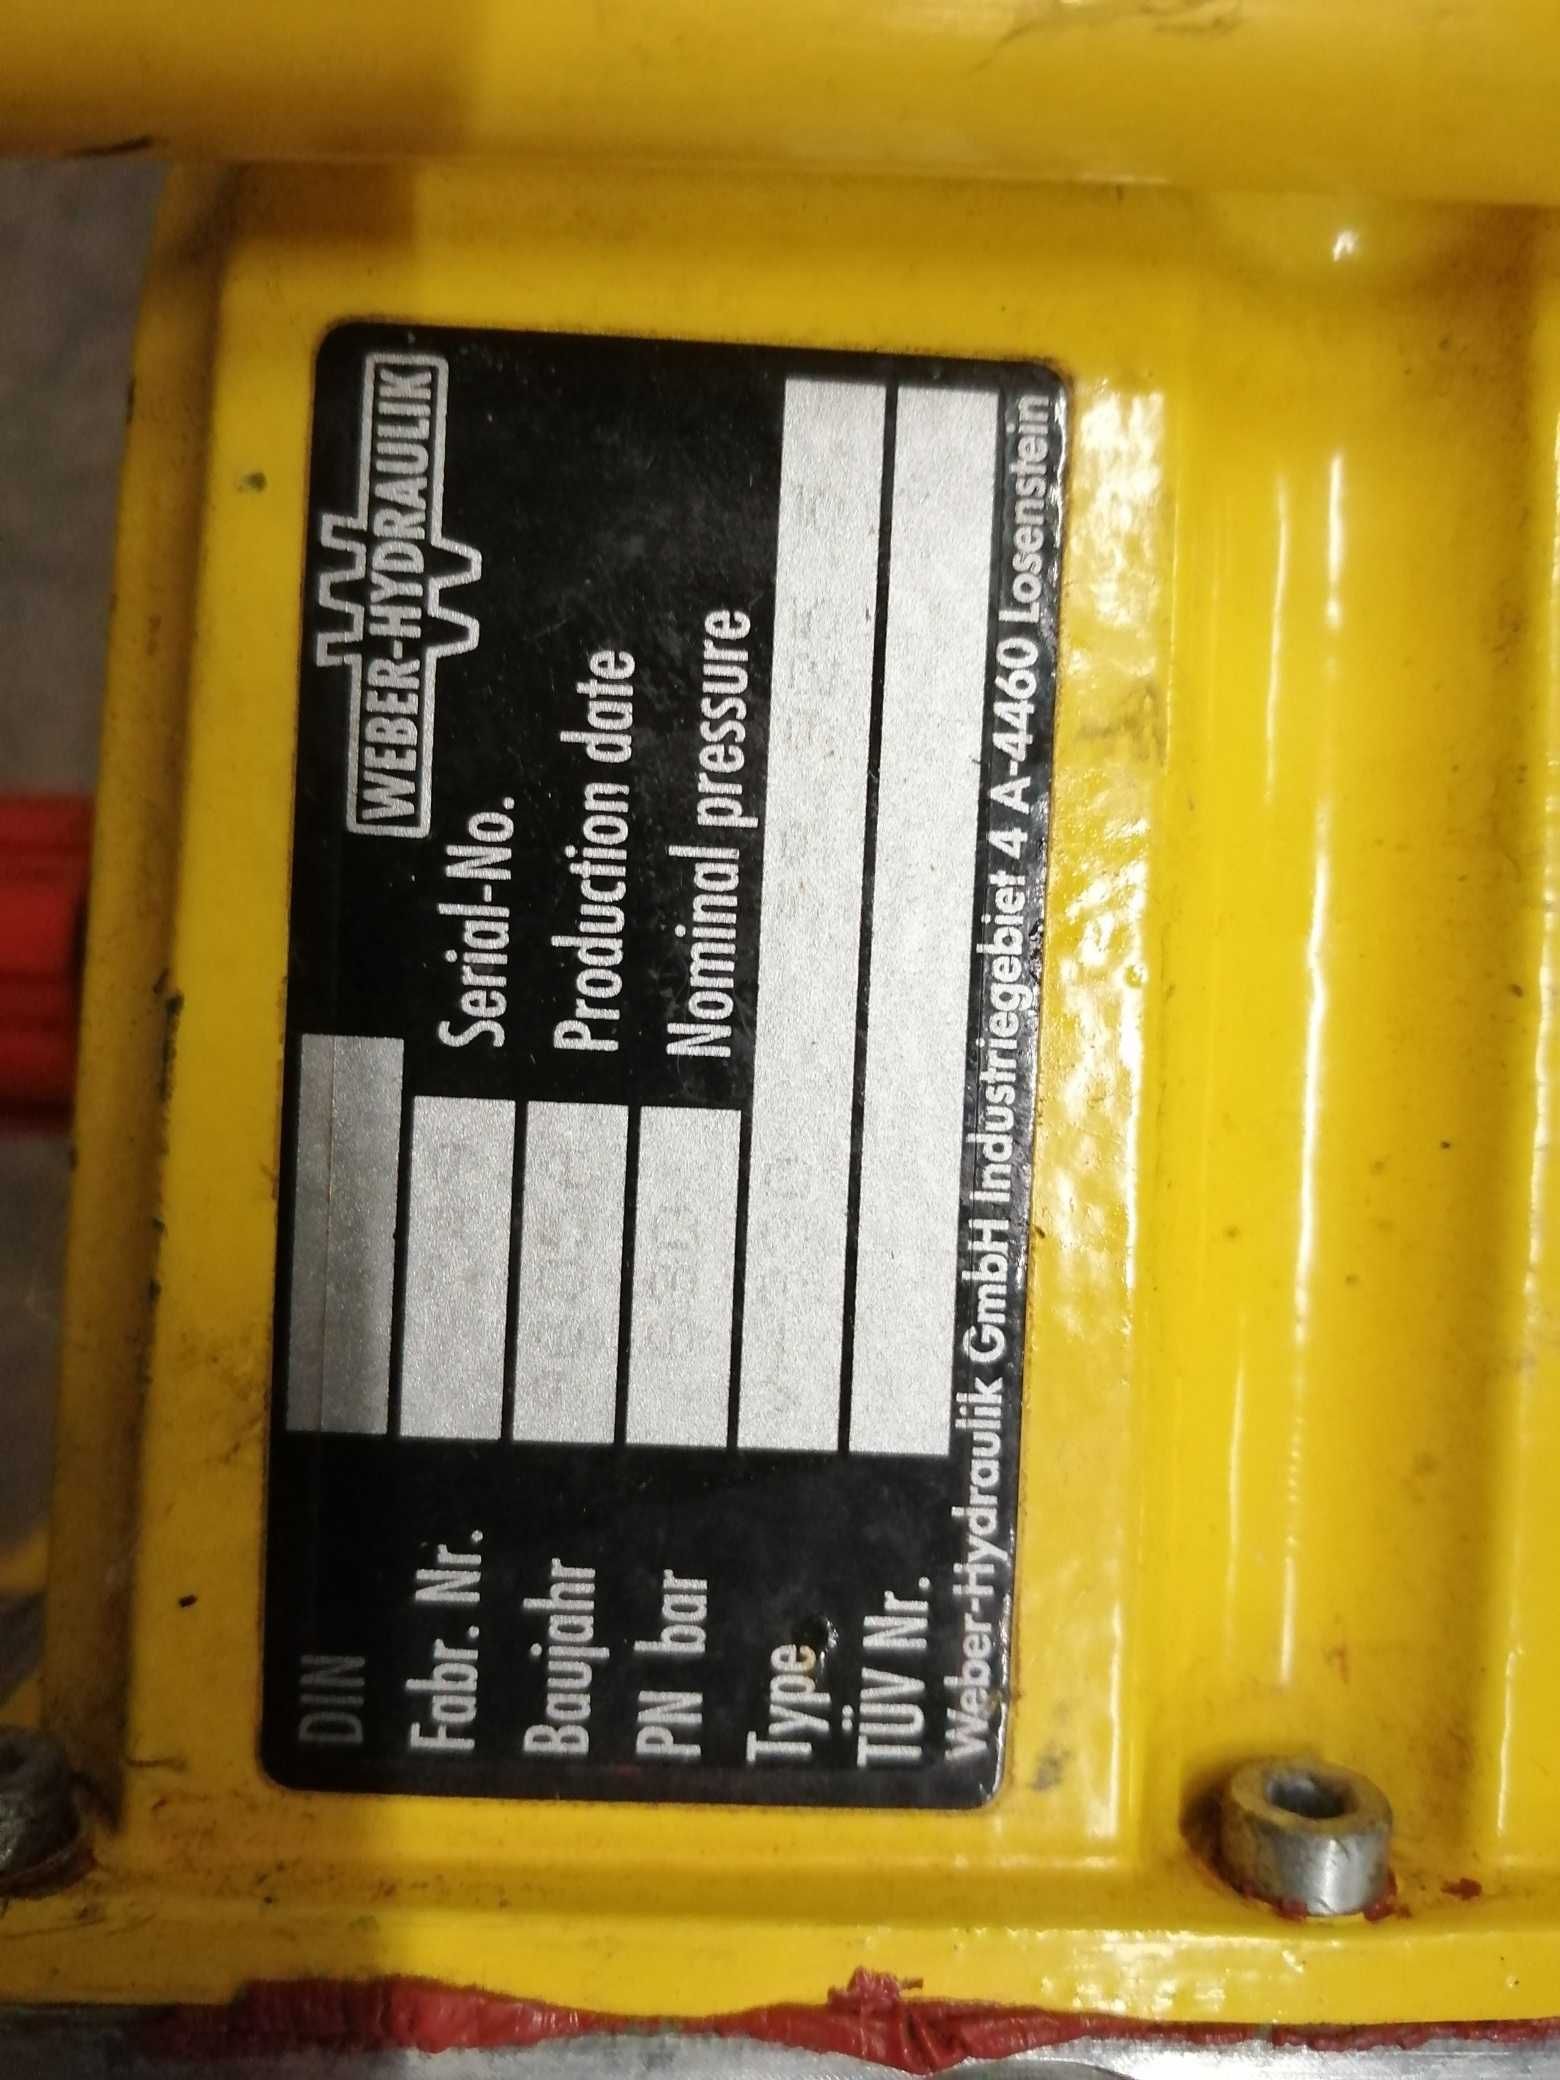 WEBER-HYDRAULIK
DIN
Fabr. Nr. Serial-No.
Baujahr Production date
PN bar 630 Nominal pressure
Type
TÜV Nr.
Weber-Hydraulik GmbH Industriegebiet 4 A-4460 Losenstein